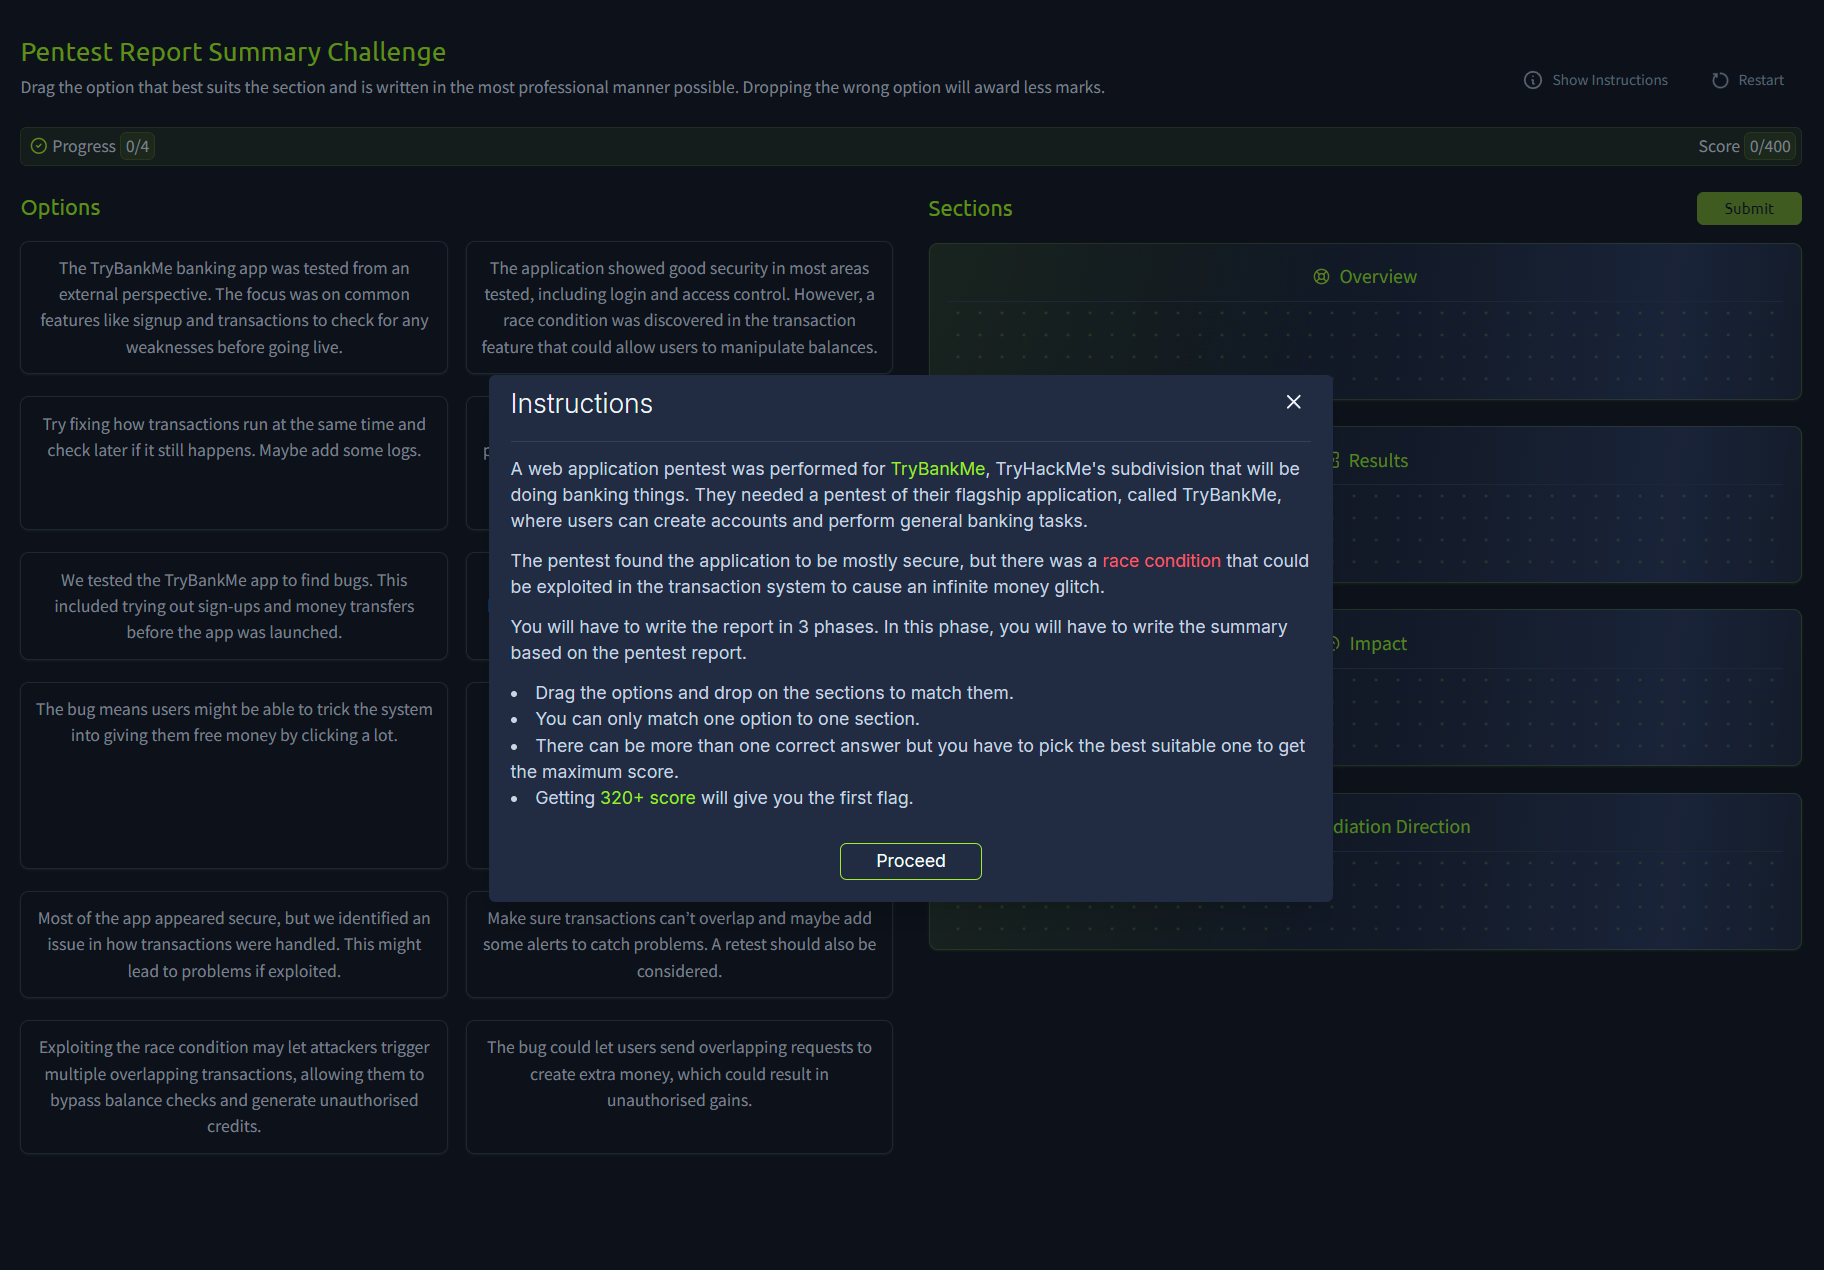 Pentest Report Summary Challenge
Drag the option that best suits the section and is written in the most professional manner possible. Dropping the wrong option will award less marks.
Show Instructions
Restart
Progress 0/4
Score 0/400
Options
The TryBankMe banking app was tested from an
external perspective. The focus was on common
features like signup and transactions to check for any
weaknesses before going live.
The application showed good security in most areas
tested, including login and access control. However, a
race condition was discovered in the transaction
feature that could allow users to manipulate balances.
Try fixing how transactions run at the same time and
check later if it still happens. Maybe add some logs.
We tested the TryBankMe app to find bugs. This
included trying out sign-ups and money transfers
before the app was launched.
The bug means users might be able to trick the system
into giving them free money by clicking a lot.
Most of the app appeared secure, but we identified an
issue in how transactions were handled. This might
lead to problems if exploited.
Make sure transactions can’t overlap and maybe add
some alerts to catch problems. A retest should also be
considered.
Exploiting the race condition may let attackers trigger
multiple overlapping transactions, allowing them to
bypass balance checks and generate unauthorised
credits.
The bug could let users send overlapping requests to
create extra money, which could result in
unauthorised gains.
Sections
Submit
Overview
Results
Impact
diation Direction
Instructions
A web application pentest was performed for TryBankMe, TryHackMe's subdivision that will be
doing banking things. They needed a pentest of their flagship application, called TryBankMe,
where users can create accounts and perform general banking tasks.
The pentest found the application to be mostly secure, but there was a race condition that could
be exploited in the transaction system to cause an infinite money glitch.
You will have to write the report in 3 phases. In this phase, you will have to write the summary
based on the pentest report.
• Drag the options and drop on the sections to match them.
• You can only match one option to one section.
• There can be more than one correct answer but you have to pick the best suitable one to get
the maximum score.
• Getting 320+ score will give you the first flag.
Proceed